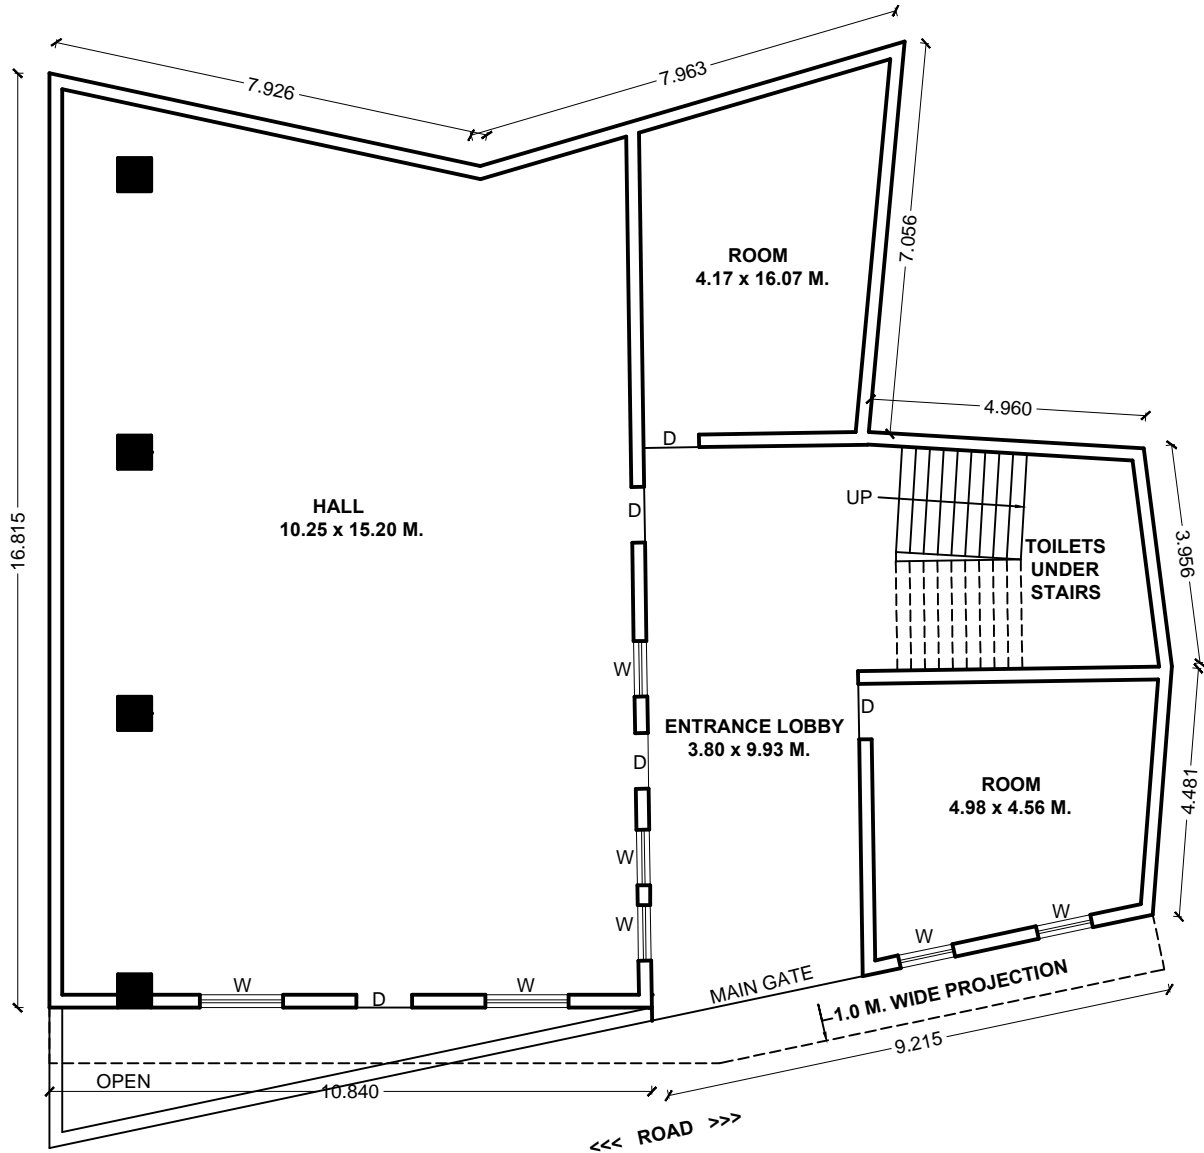 7.926
7.963
7.056
ROOM
4.17 x 16.07 M.
4.960
D
UP
HALL
10.25 x 15.20 M.
D
16.815
TOILETS
UNDER
STAIRS
3.956
W
D
ENTRANCE LOBBY
3.80 x 9.93 M.
D
ROOM
4.98 x 4.56 M.
4.481
W
W
W
W
W
D
W
MAIN GATE
1.0 M. WIDE PROJECTION
9.215
OPEN
10.840
<<< ROAD >>>